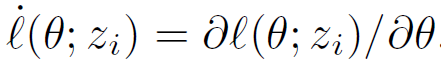 ℓ̇(θ; z_i) = ∂ℓ(θ; z_i)/∂θ.